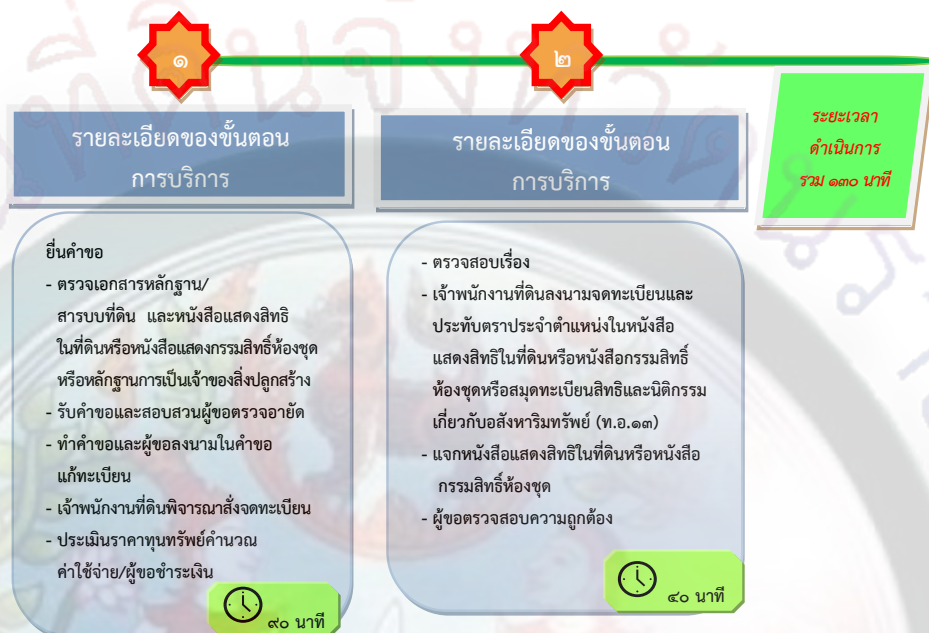 ๑
๒
รายละเอียดของขั้นตอน
การบริการ
รายละเอียดของขั้นตอน
การบริการ
ระยะเวลา
ดำเนินการ
รวม ๑๓๐ นาที
ยื่นคำขอ
- ตรวจเอกสารหลักฐาน/
สารบบที่ดิน และหนังสือแสดงสิทธิ
ในที่ดินหรือหนังสือแสดงกรรมสิทธิ์ห้องชุด
หรือหลักฐานการเป็นเจ้าของสิ่งปลูกสร้าง
- รับคำขอและสอบสวนผู้ขอตรวจอายัด
- ทำคำขอและผู้ขอลงนามในคำขอ
แก้ทะเบียน
- เจ้าพนักงานที่ดินพิจารณาสั่งจดทะเบียน
- ประเมินราคาทุนทรัพย์คำนวณ
ค่าใช้จ่าย/ผู้ขอชำระเงิน
๙๐ นาที
- ตรวจสอบเรื่อง
- เจ้าพนักงานที่ดินลงนามจดทะเบียนและ
ประทับตราประจำตำแหน่งในหนังสือ
แสดงสิทธิในที่ดินหรือหนังสือกรรมสิทธิ์
ห้องชุดหรือสมุดทะเบียนสิทธิและนิติกรรม
เกี่ยวกับอสังหาริมทรัพย์ (ท.อ.๑๓)
- แจกหนังสือแสดงสิทธิในที่ดินหรือหนังสือ
กรรมสิทธิ์ห้องชุด
- ผู้ขอตรวจสอบความถูกต้อง
๔๐ นาที